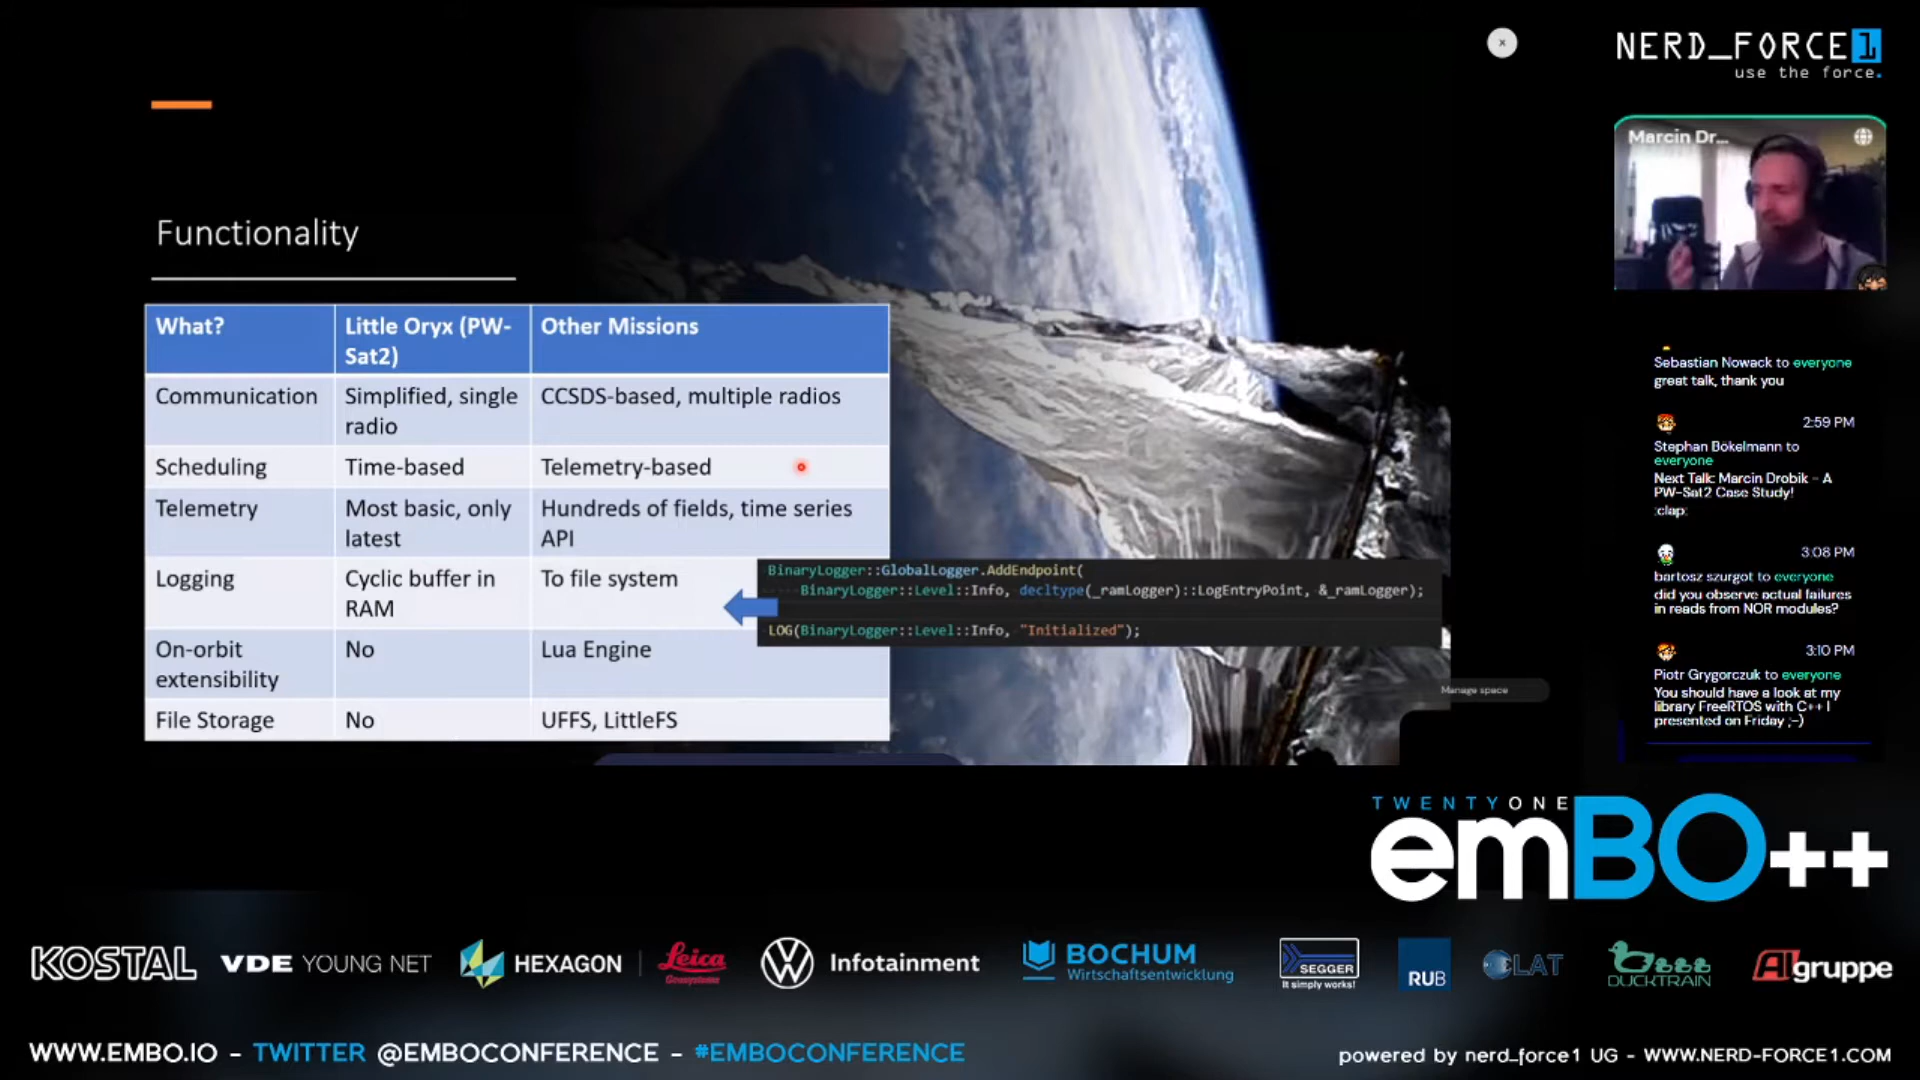 NERD_FORCE1
use the force.
Marcin Dr...
Functionality
What?
Little Oryx (PW-
Sat2)
Other Missions
Communication
Simplified, single
radio
CCSDS-based, multiple radios
Scheduling
Time-based
Telemetry-based
Telemetry
Most basic, only
latest
Hundreds of fields, time series
API
Logging
Cyclic buffer in
RAM
To file system
On-orbit
extensibility
No
Lua Engine
File Storage
No
UFFS, LittleFS
BinaryLogger::GlobalLogger.AddEndpoint(
BinaryLogger::Level::Info, decltype(_ramLogger)::LogEntryPoint, &_ramLogger);
LOG(BinaryLogger::Level::Info, "Initialized");
Manage space
Sebastian Nowack to everyone
great talk, thank you
2:59 PM
Stephan Bökelmann to
everyone
Next Talk: Marcin Drobik - A
PW-Sat2 Case Study!
:clap:
3:08 PM
bartosz szurgot to everyone
did you observe actual failures
in reads from NOR modules?
3:10 PM
Piotr Grygorczuk to everyone
You should have a look at my
library FreeRTOS with C++ I
presented on Friday ;-)
TWENTYONE
emBO++
KOSTAL
VDE YOUNG NET
HEXAGON
Leica
Geosystems
Infotainment
BOCHUM
Wirtschaftsentwicklung
SEGGER
It simply works!
RUB
LAT
DUCKTRAIN
AIgruppe
WWW.EMBO.IO - TWITTER @EMBOCONFERENCE - #EMBOCONFERENCE
powered by nerd_force1 UG - WWW.NERD-FORCE1.COM